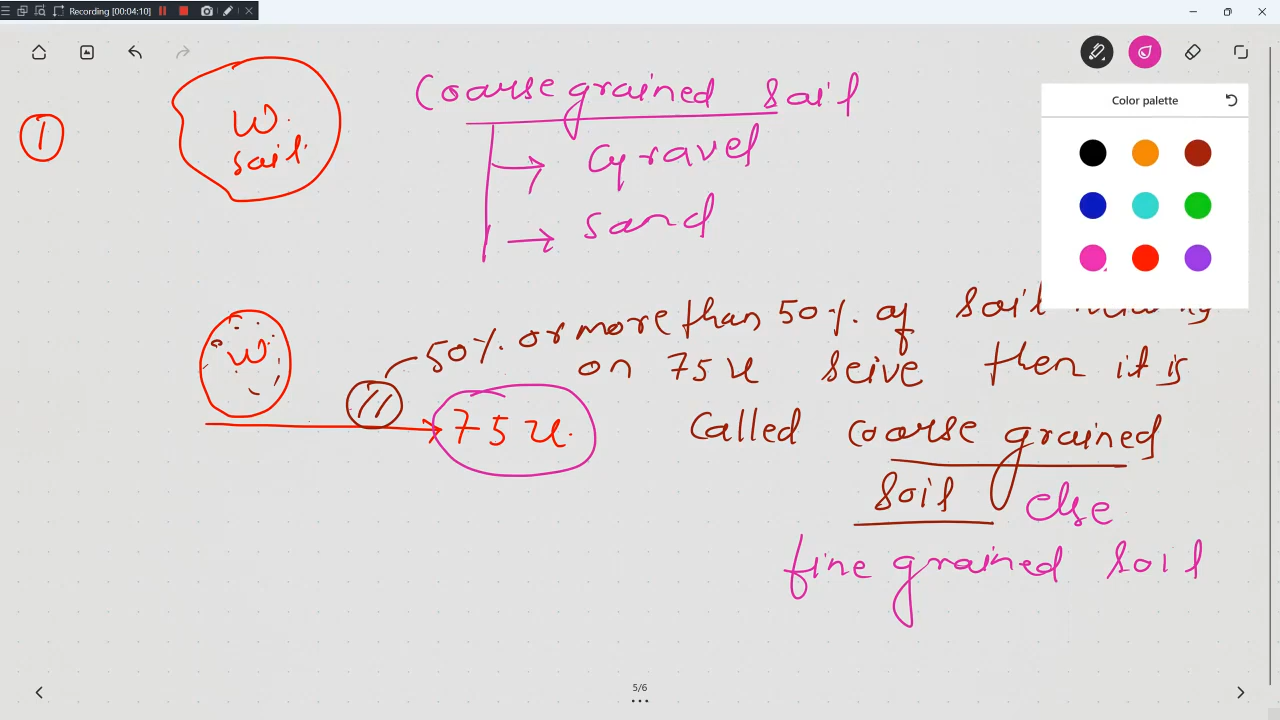 Recording [00:04:10]
Color palette
1
W.
soil.
Coarse grained soil
→ Gravel
→ Sand
W
50% or more than 50% of soil
on 75 u seive then it is
75 u.
called coarse grained
soil else
fine grained soil
5/6